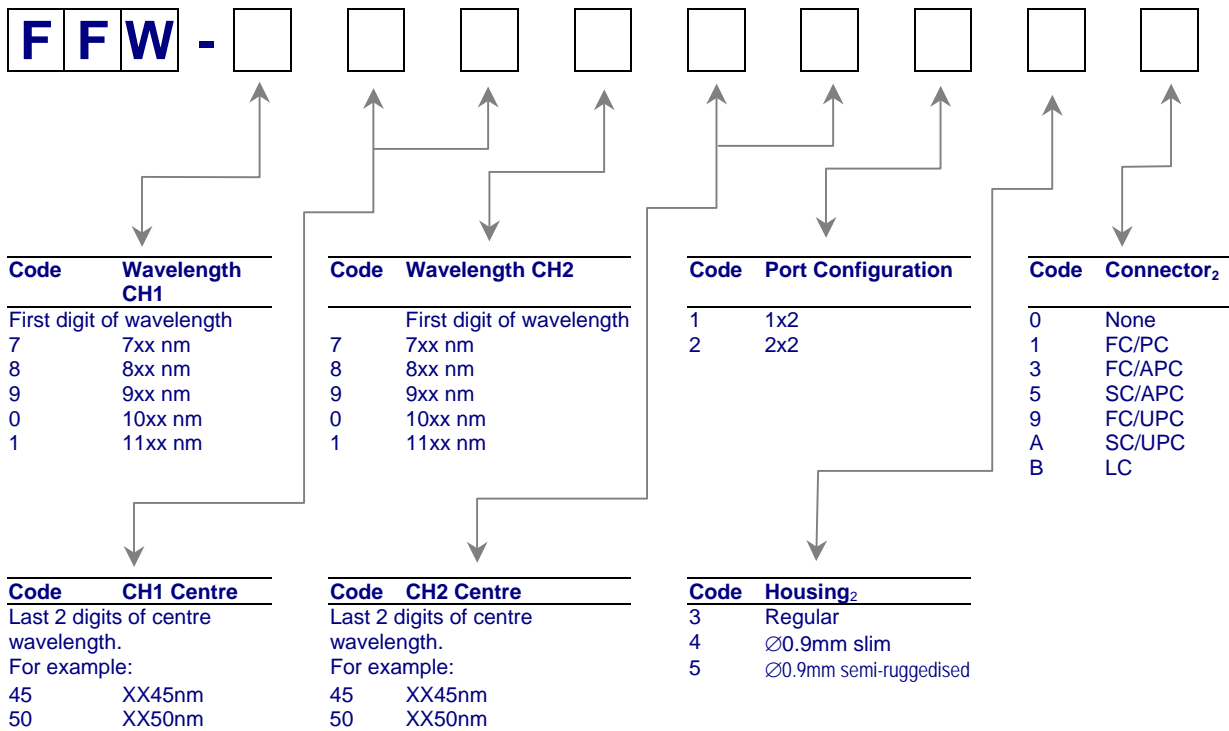 F F W -
Code Wavelength CH1
First digit of wavelength
7 7xx nm
8 8xx nm
9 9xx nm
0 10xx nm
1 11xx nm
Code Wavelength CH2
First digit of wavelength
7 7xx nm
8 8xx nm
9 9xx nm
0 10xx nm
1 11xx nm
Code Port Configuration
1 1x2
2 2x2
Code Connector₂
0 None
1 FC/PC
3 FC/APC
5 SC/APC
9 FC/UPC
A SC/UPC
B LC
Code CH1 Centre
Last 2 digits of centre
wavelength.
For example:
45 XX45nm
50 XX50nm
Code CH2 Centre
Last 2 digits of centre
wavelength.
For example:
45 XX45nm
50 XX50nm
Code Housing₂
3 Regular
4 ∅0.9mm slim
5 ∅0.9mm semi-ruggedised